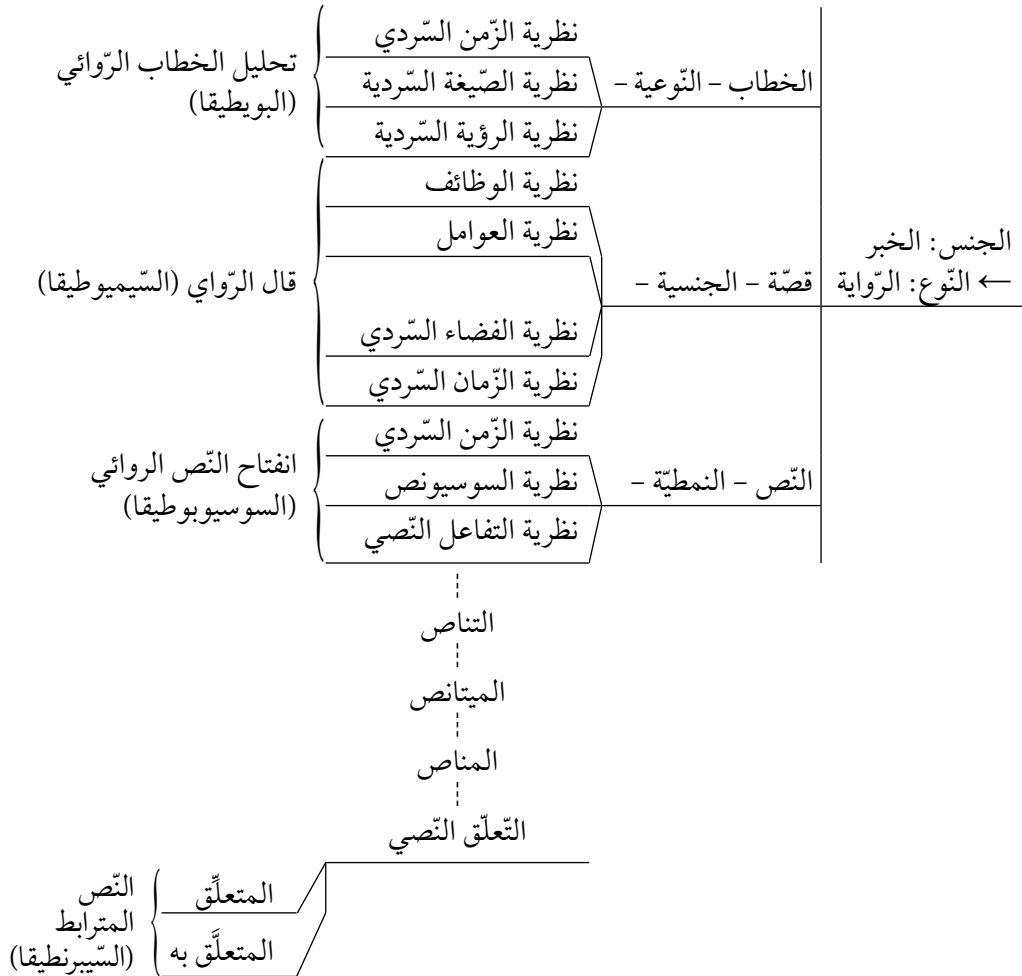 الجنس: الخبر
← النّوع: الرّواية
الخطاب – النّوعية –
نظرية الزّمن السّردي
نظرية الصّيغة السّردية
نظرية الرؤية السّردية
تحليل الخطاب الرّوائي
(البويطيقا)
قصّة – الجنسية –
نظرية الوظائف
نظرية العوامل
نظرية الفضاء السّردي
نظرية الزّمان السّردي
قال الرّواي (السّيميوطيقا)
النّص – النمطيّة –
نظرية الزّمن السّردي
نظرية السوسيونص
نظرية التفاعل النّصي
انفتاح النّص الروائي
(السوسيوبوطيقا)
التناص
الميتانص
المناص
التّعلّق النّصي
المتعلِّق
المتعلَّق به
النّص
المترابط
(السّيبرنطيقا)